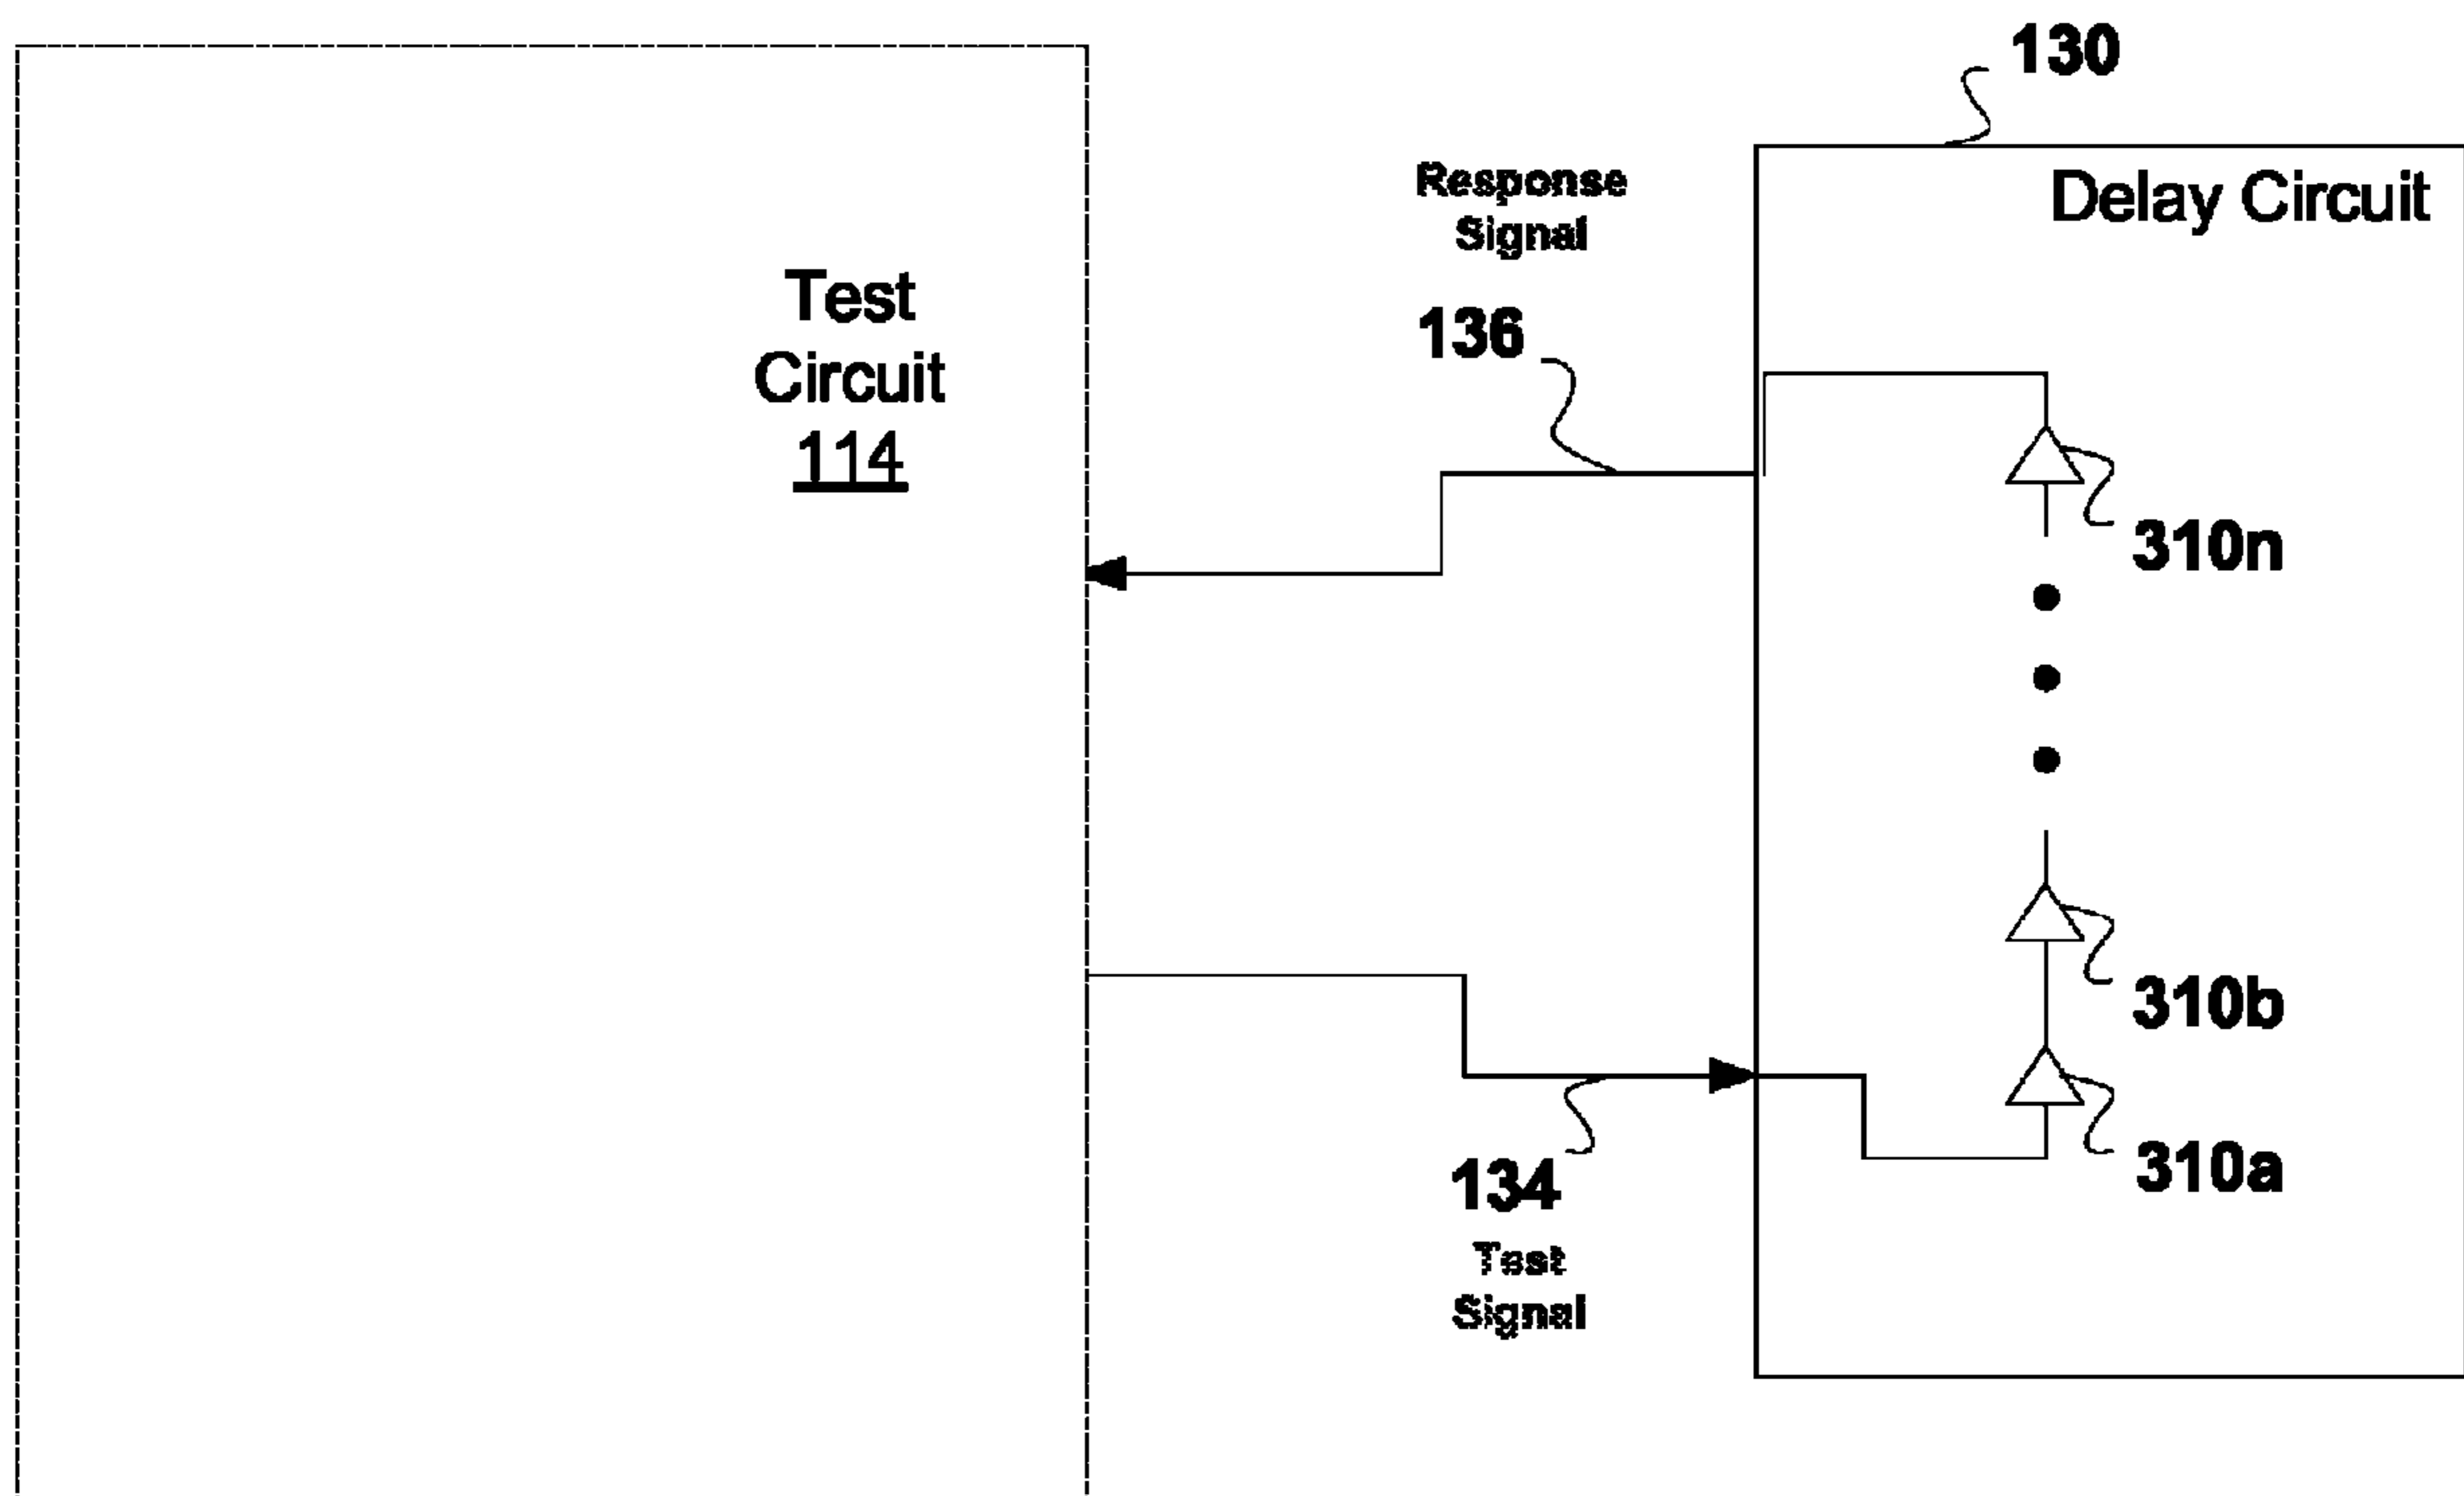 130
Delay Circuit
Response
Signal
136
Test
Circuit
114
310n
310b
310a
134
Test
Signal